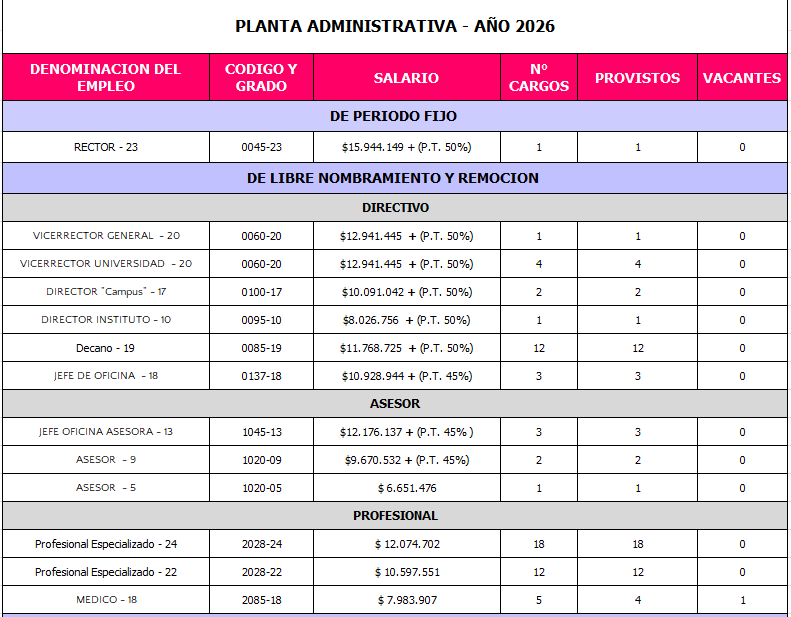 PLANTA ADMINISTRATIVA - AÑO 2026
DENOMINACION DEL EMPLEO CODIGO Y GRADO SALARIO Nº CARGOS PROVISTOS VACANTES
DE PERIODO FIJO
RECTOR - 23 0045-23 $15.944.149 + (P.T. 50%) 1 1 0
DE LIBRE NOMBRAMIENTO Y REMOCION
DIRECTIVO
VICERRECTOR GENERAL - 20 0060-20 $12.941.445 + (P.T. 50%) 1 1 0
VICERRECTOR UNIVERSIDAD - 20 0060-20 $12.941.445 + (P.T. 50%) 4 4 0
DIRECTOR "Campus" - 17 0100-17 $10.091.042 + (P.T. 50%) 2 2 0
DIRECTOR INSTITUTO - 10 0095-10 $8.026.756 + (P.T. 50%) 1 1 0
Decano - 19 0085-19 $11.768.725 + (P.T. 50%) 12 12 0
JEFE DE OFICINA - 18 0137-18 $10.928.944 + (P.T. 45%) 3 3 0
ASESOR
JEFE OFICINA ASESORA - 13 1045-13 $12.176.137 + (P.T. 45% ) 3 3 0
ASESOR - 9 1020-09 $9.670.532 + (P.T. 45%) 2 2 0
ASESOR - 5 1020-05 $ 6.651.476 1 1 0
PROFESIONAL
Profesional Especializado - 24 2028-24 $ 12.074.702 18 18 0
Profesional Especializado - 22 2028-22 $ 10.597.551 12 12 0
MEDICO - 18 2085-18 $ 7.983.907 5 4 1